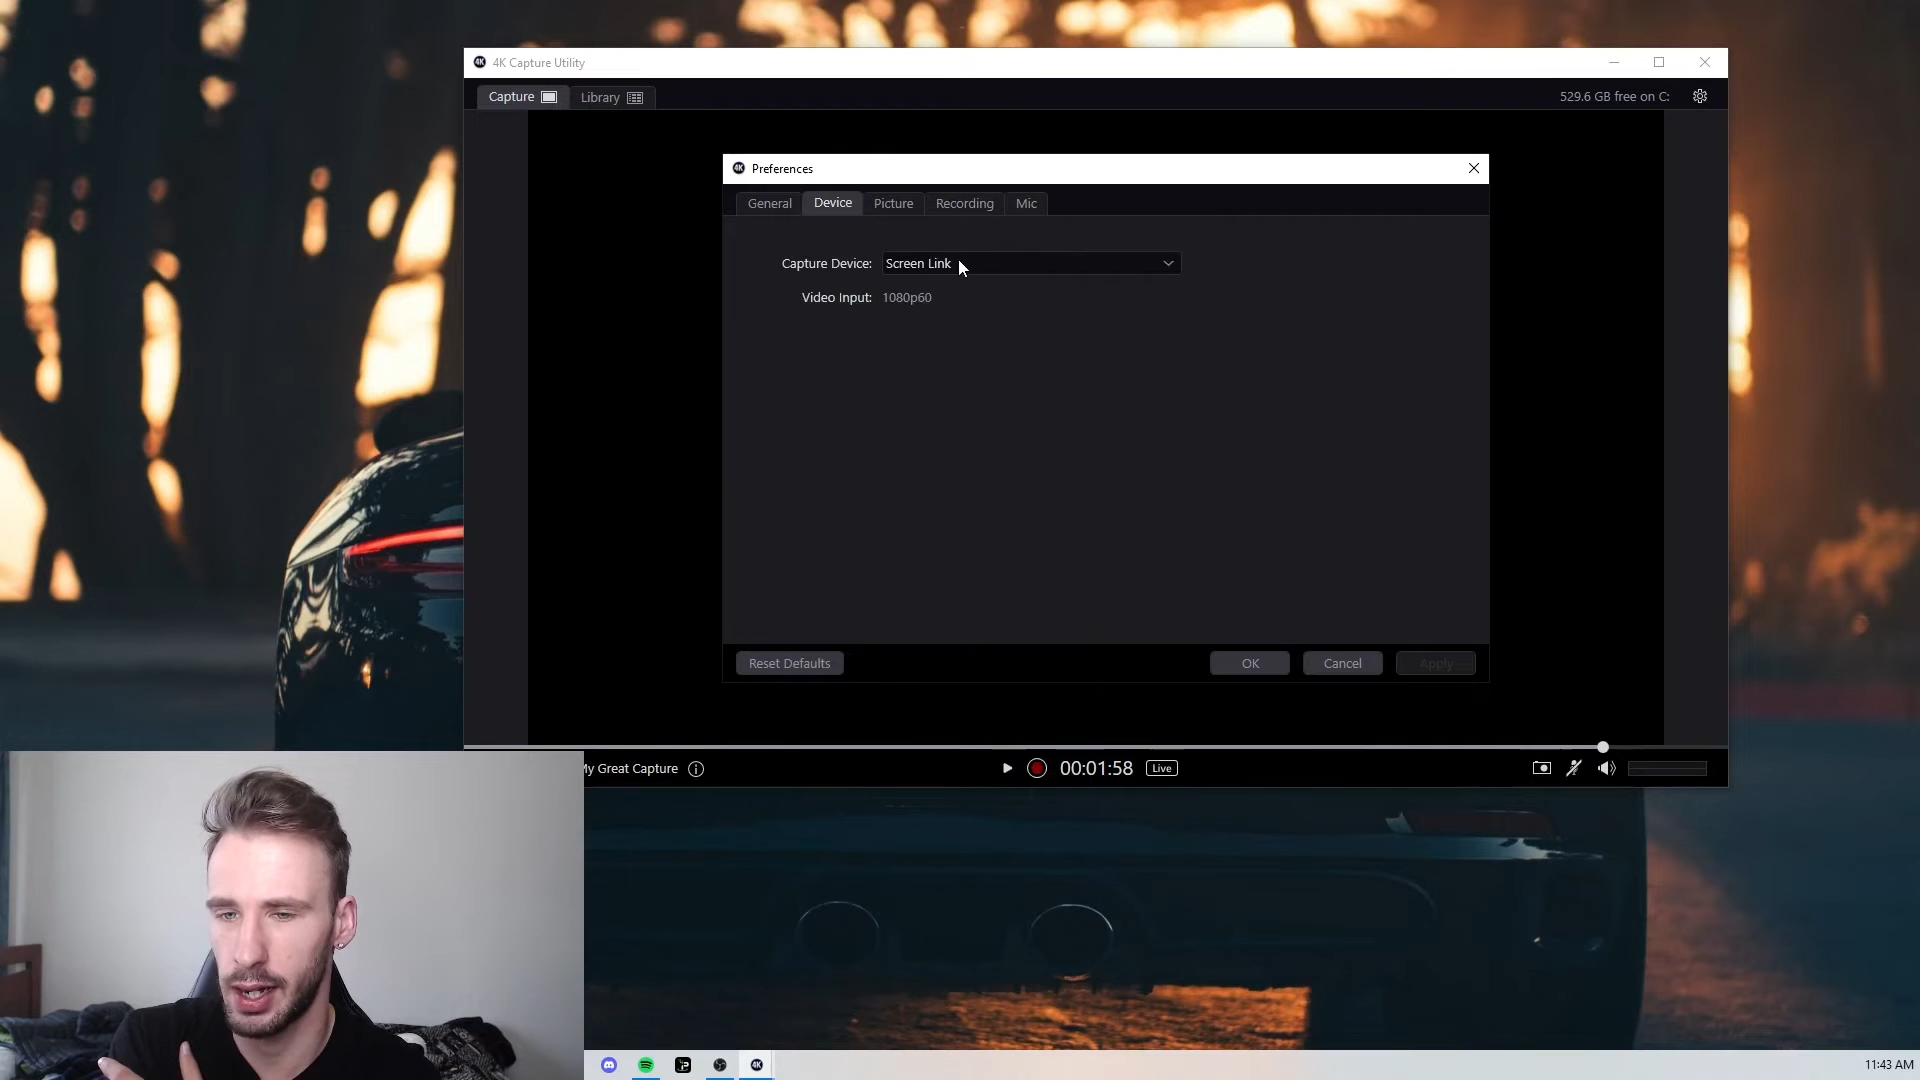 4K Capture Utility
Capture
Library
529.6 GB free on C:
Preferences
General
Device
Picture
Recording
Mic
Capture Device:
Screen Link
Video Input:
1080p60
Reset Defaults
OK
Cancel
Apply
My Great Capture
00:01:58
Live
11:43 AM